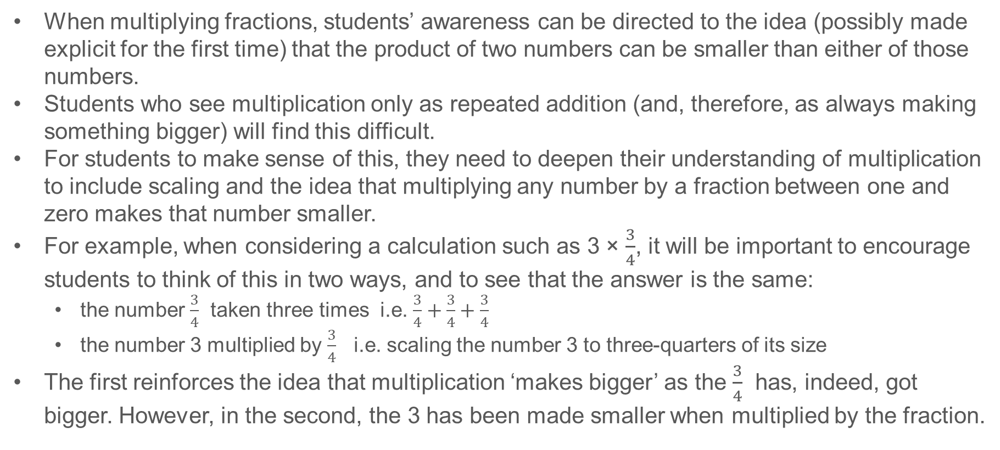 • When multiplying fractions, students’ awareness can be directed to the idea (possibly made
explicit for the first time) that the product of two numbers can be smaller than either of those
numbers.
• Students who see multiplication only as repeated addition (and, therefore, as always making
something bigger) will find this difficult.
• For students to make sense of this, they need to deepen their understanding of multiplication
to include scaling and the idea that multiplying any number by a fraction between one and
zero makes that number smaller.
• For example, when considering a calculation such as 3 × 3/4, it will be important to encourage
students to think of this in two ways, and to see that the answer is the same:
• the number 3/4 taken three times i.e. 3/4 + 3/4 + 3/4
• the number 3 multiplied by 3/4 i.e. scaling the number 3 to three-quarters of its size
• The first reinforces the idea that multiplication ‘makes bigger’ as the 3/4 has, indeed, got
bigger. However, in the second, the 3 has been made smaller when multiplied by the fraction.